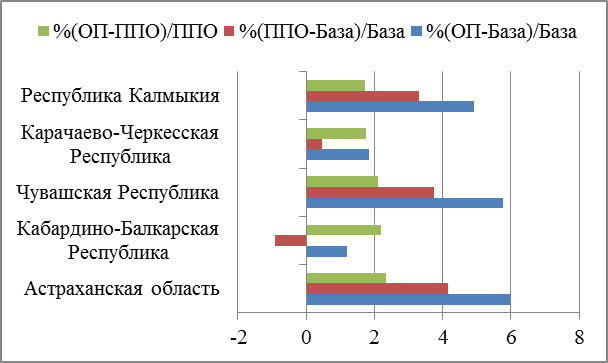 %(ОП-ППО)/ППО %(ППО-База)/База %(ОП-База)/База
Республика Калмыкия
Карачаево-Черкесская
Республика
Чувашская Республика
Кабардино-Балкарская
Республика
Астраханская область
-2 0 2 4 6 8